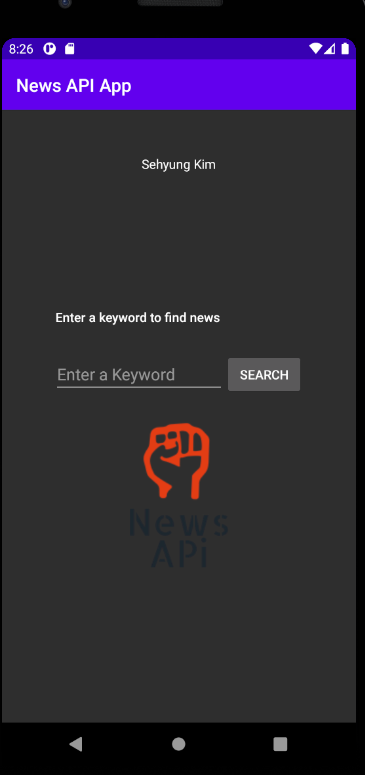 8:26
News API App
Sehyung Kim
Enter a keyword to find news
Enter a Keyword SEARCH
News
APi